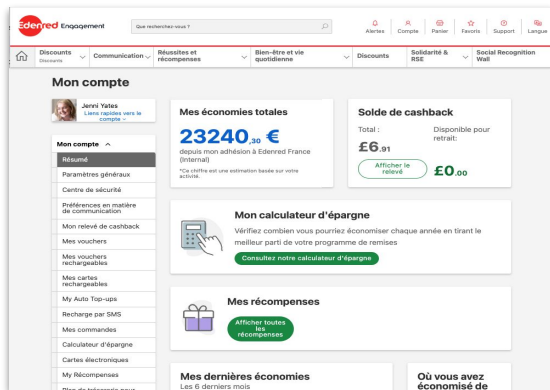 Edenred Engagement
Que recherchez-vous ?
Alertes
Compte
Panier
Favoris
Support
Langue
Discounts
Discounts
Communication
Réussites et
récompenses
Bien-être et vie
quotidienne
Discounts
Solidarité &
RSE
Social Recognition
Wall
Mon compte
Jenni Yates
Liens rapides vers le
compte
Mon compte
Résumé
Paramètres généraux
Centre de sécurité
Préférences en matière
de communication
Mon relevé de cashback
Mes vouchers
Mes vouchers
rechargeables
Mes cartes
rechargeables
My Auto Top-ups
Recharge par SMS
Mes commandes
Calculateur d'épargne
Cartes électroniques
My Récompenses
Plan de trésorerie pour
Mes économies totales
23240,30 €
depuis mon adhésion à Edenred France
(Internal)
*Ce chiffre est une estimation basée sur votre
activité.
Solde de cashback
Total :
£6.91
Afficher le
relevé
Disponible pour
retrait:
£0.00
Mon calculateur d'épargne
Vérifiez combien vous pourriez économiser chaque année en tirant le
meilleur parti de votre programme de remises
Consultez notre calculateur d'épargne
Mes récompenses
Afficher toutes
les
récompenses
Mes dernières économies
Les 6 derniers mois
Où vous avez
économisé de